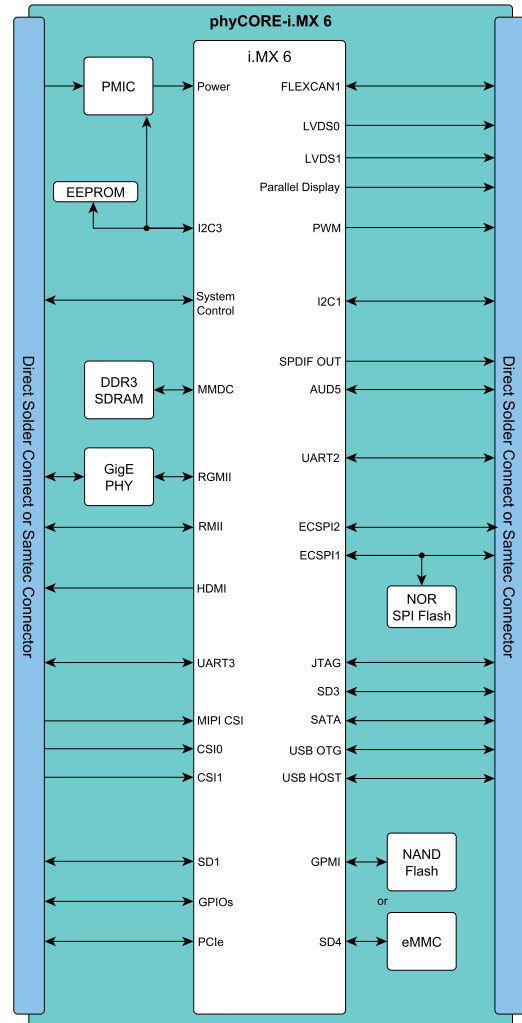 phyCORE-i.MX 6
i.MX 6
PMIC
Power
FLEXCAN1
LVDS0
LVDS1
EEPROM
Parallel Display
I2C3
PWM
System
Control
I2C1
SPDIF OUT
DDR3
SDRAM
MMDC
AUD5
GigE
PHY
RGMII
UART2
RMII
ECSPI2
ECSPI1
HDMI
NOR
SPI Flash
UART3
JTAG
SD3
MIPI CSI
SATA
CSI0
USB OTG
CSI1
USB HOST
SD1
GPMI
NAND
Flash
GPIOs
or
PCIe
SD4
eMMC
Direct Solder Connect or Samtec Connector
Direct Solder Connect or Samtec Connector